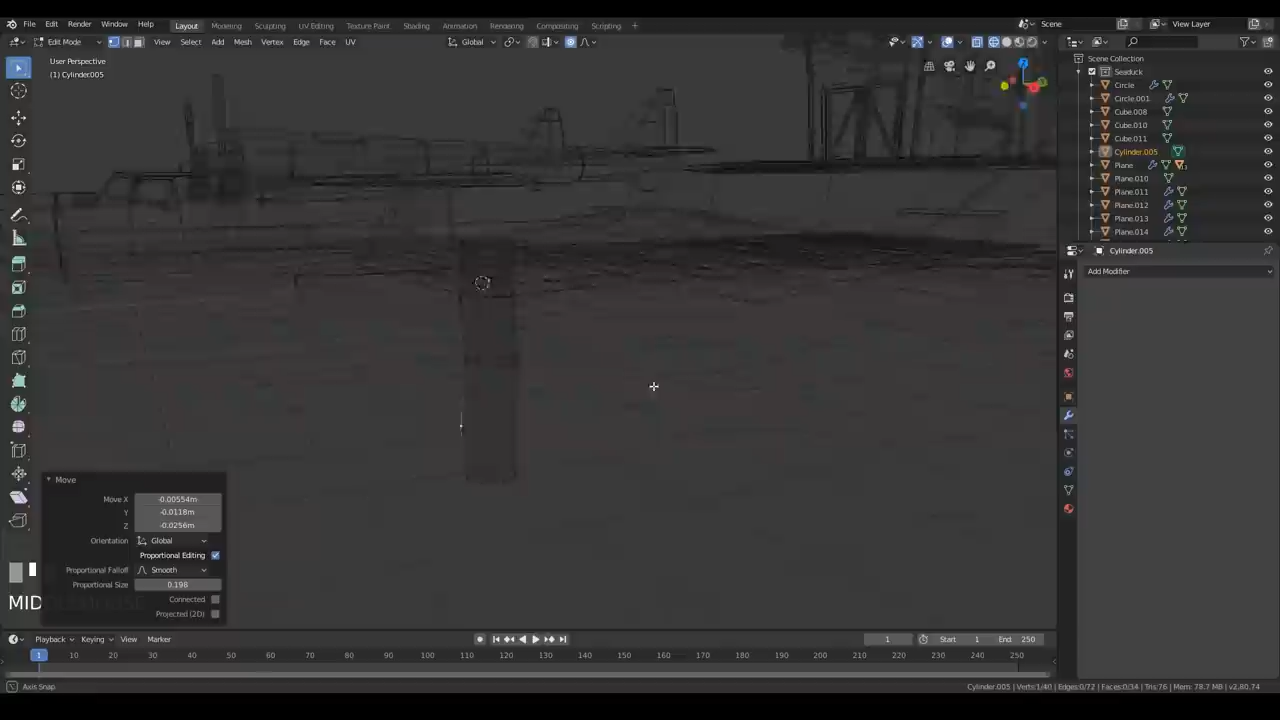 File Edit Render Window Help Layout Modeling Sculpting UV Editing Texture Paint Shading Animation Rendering Compositing Scripting + Scene View Layer
Edit Mode View Select Add Mesh Vertex Edge Face UV Global
User Perspective
(1) Cylinder.005
Scene Collection
Seaduck
Circle
Circle.001
Cube.008
Cube.010
Cube.011
Cylinder.005
Plane
Plane.010
Plane.011
Plane.012
Plane.013
Plane.014
Cylinder.005
Add Modifier
Move
Move X -0.00554m
Y -0.0118m
Z -0.0256m
Orientation Global
Proportional Editing
Proportional Falloff Smooth
Proportional Size 0.198
Connected
Projected (2D)
Playback Keying View Marker 1 Start 1 End: 250
1 10 20 30 40 50 60 70 80 90 100 110 120 130 140 150 160 170 180 190 200 210 220 230 240 250
Axis Snap Cylinder.005 | Verts:1/40 | Edges:0/72 | Faces:0/34 | Tris:76 | Mem: 78.7 MB | v2.80.74